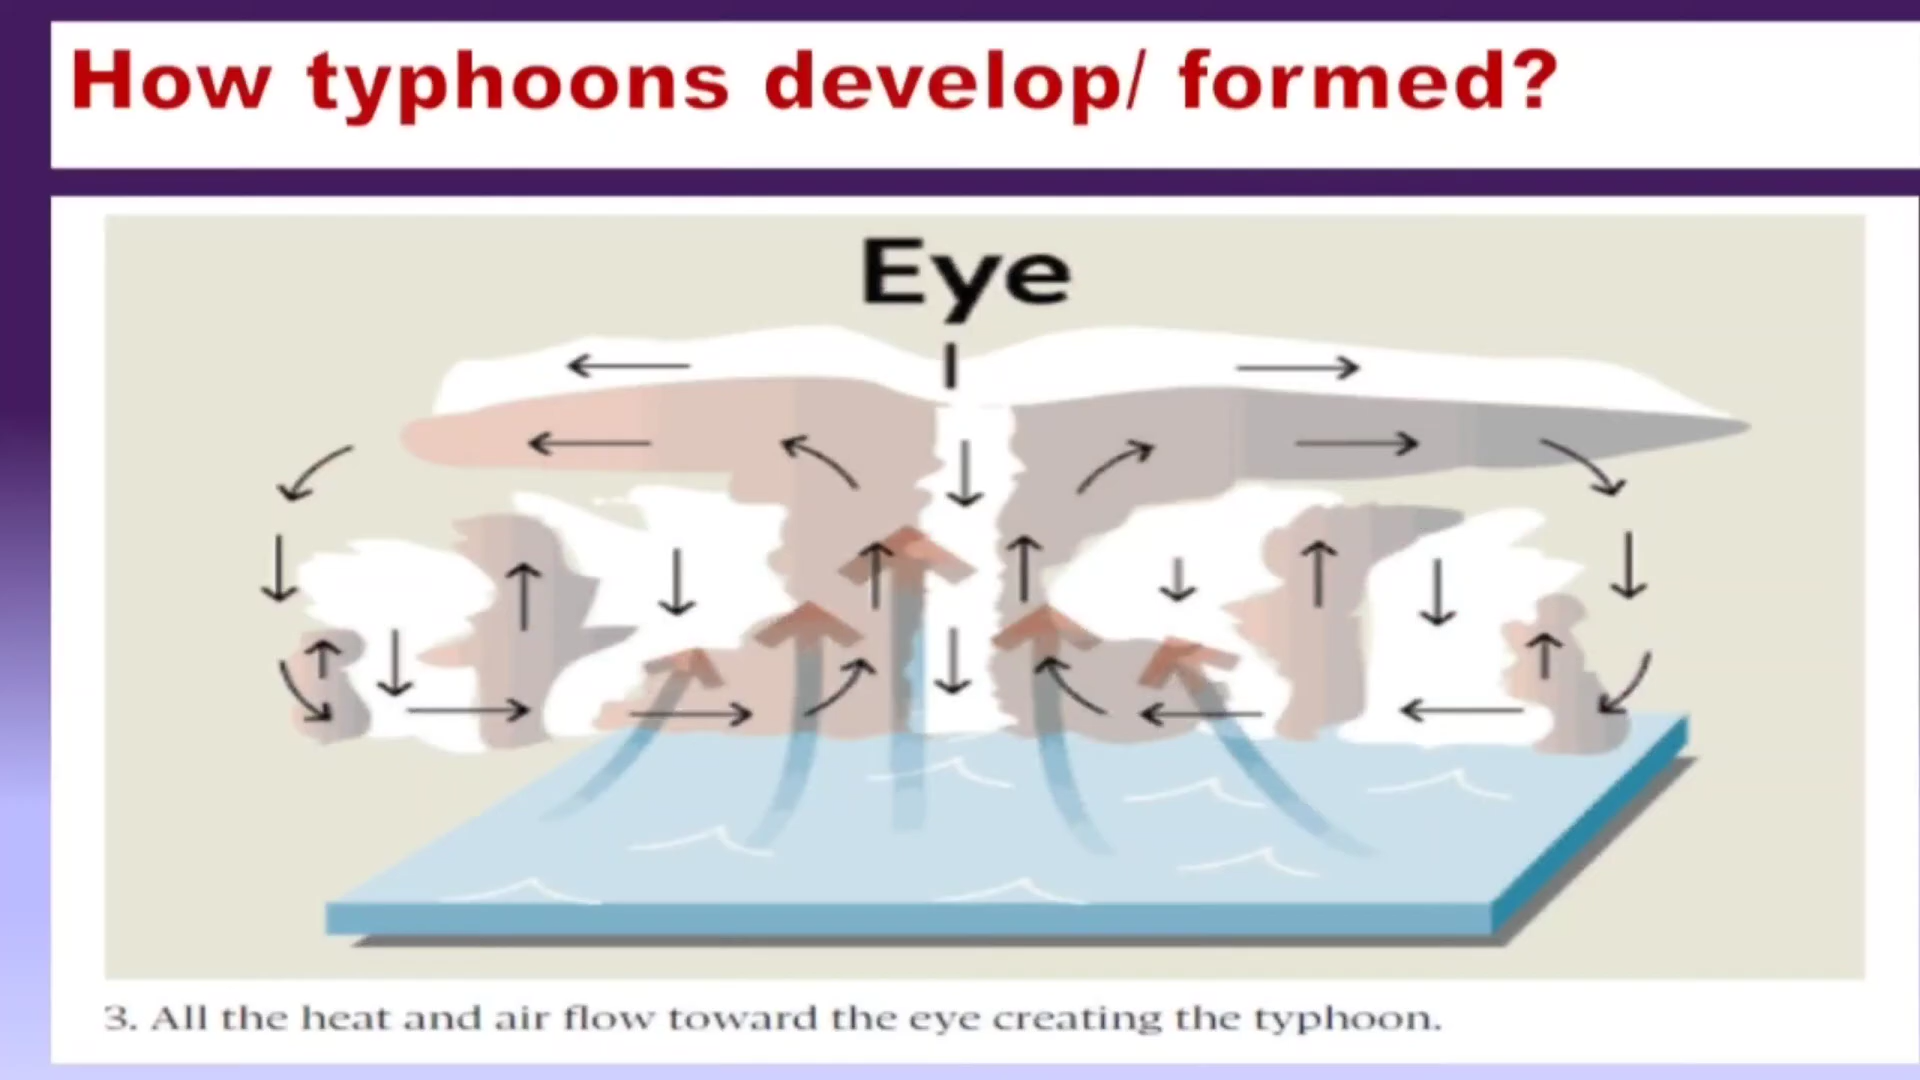 How typhoons develop/ formed?
Eye
3. All the heat and air flow toward the eye creating the typhoon.